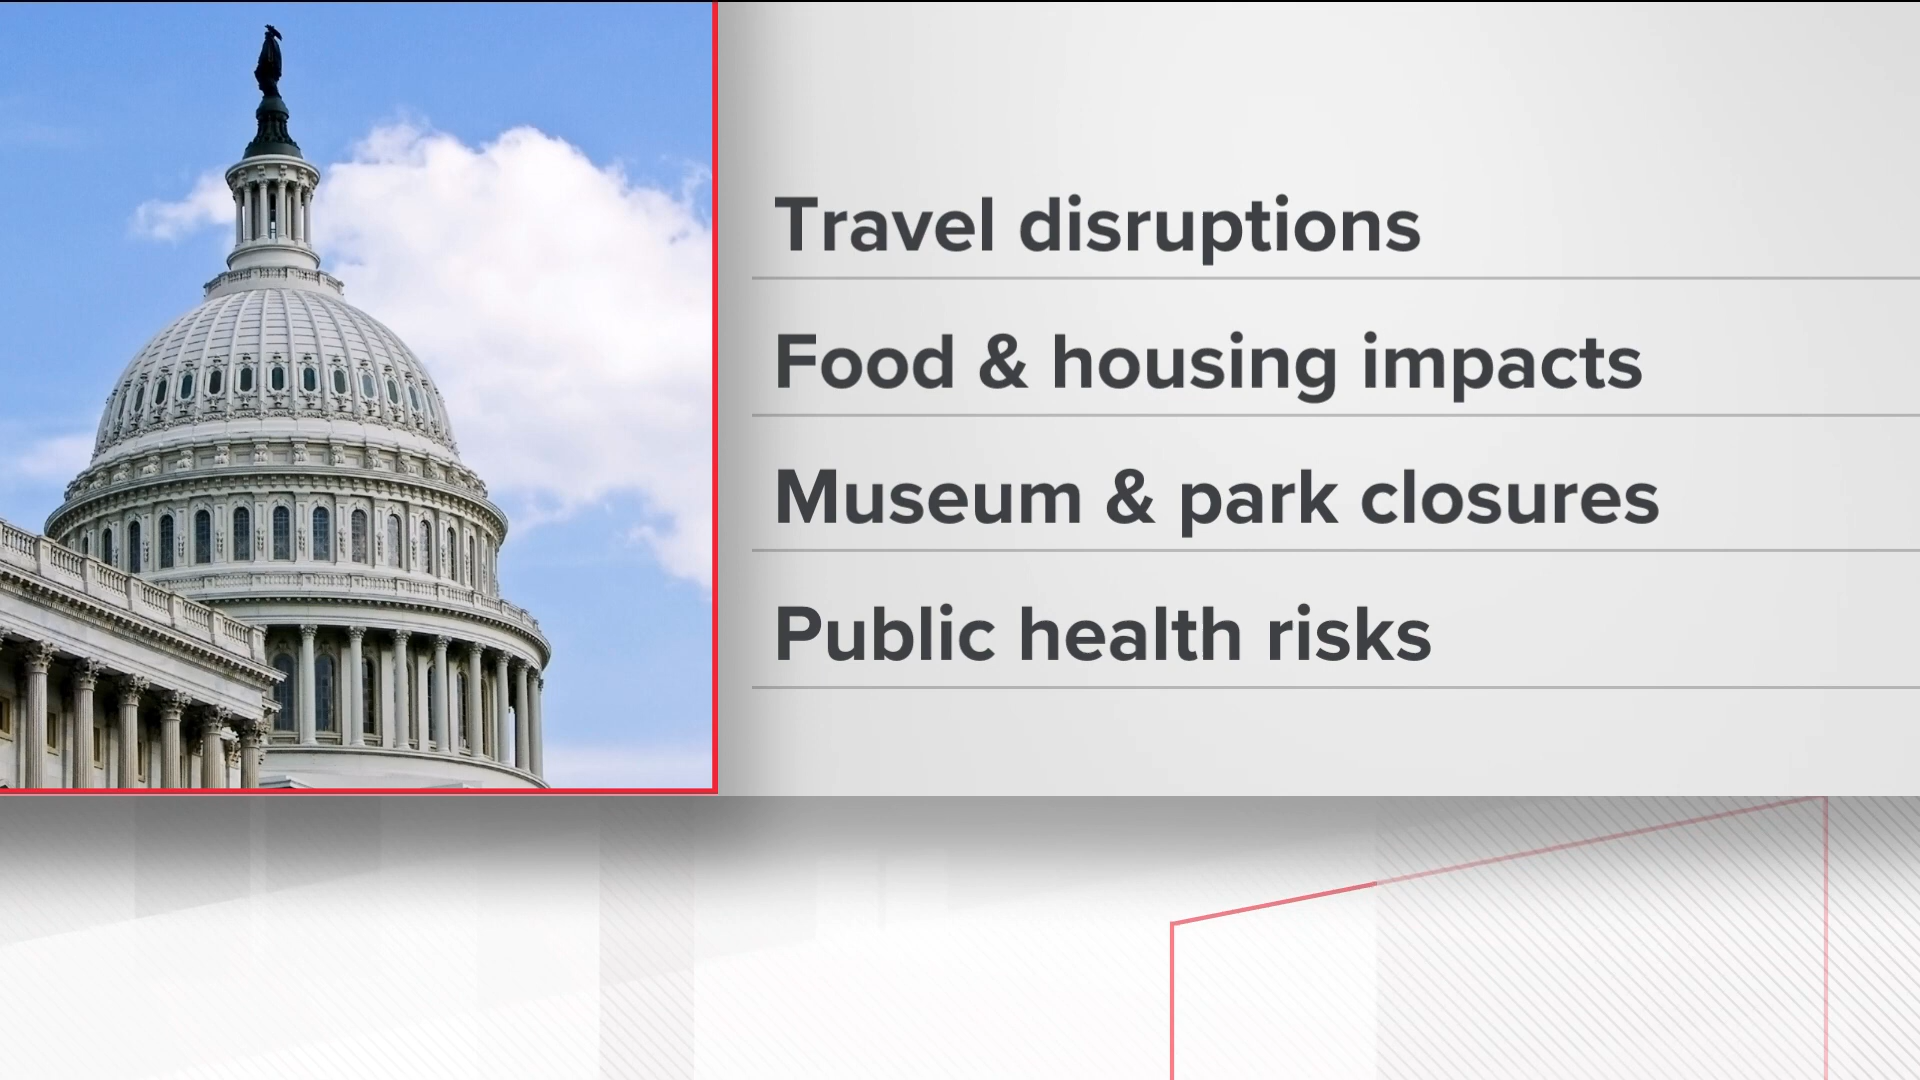 Travel disruptions
Food & housing impacts
Museum & park closures
Public health risks